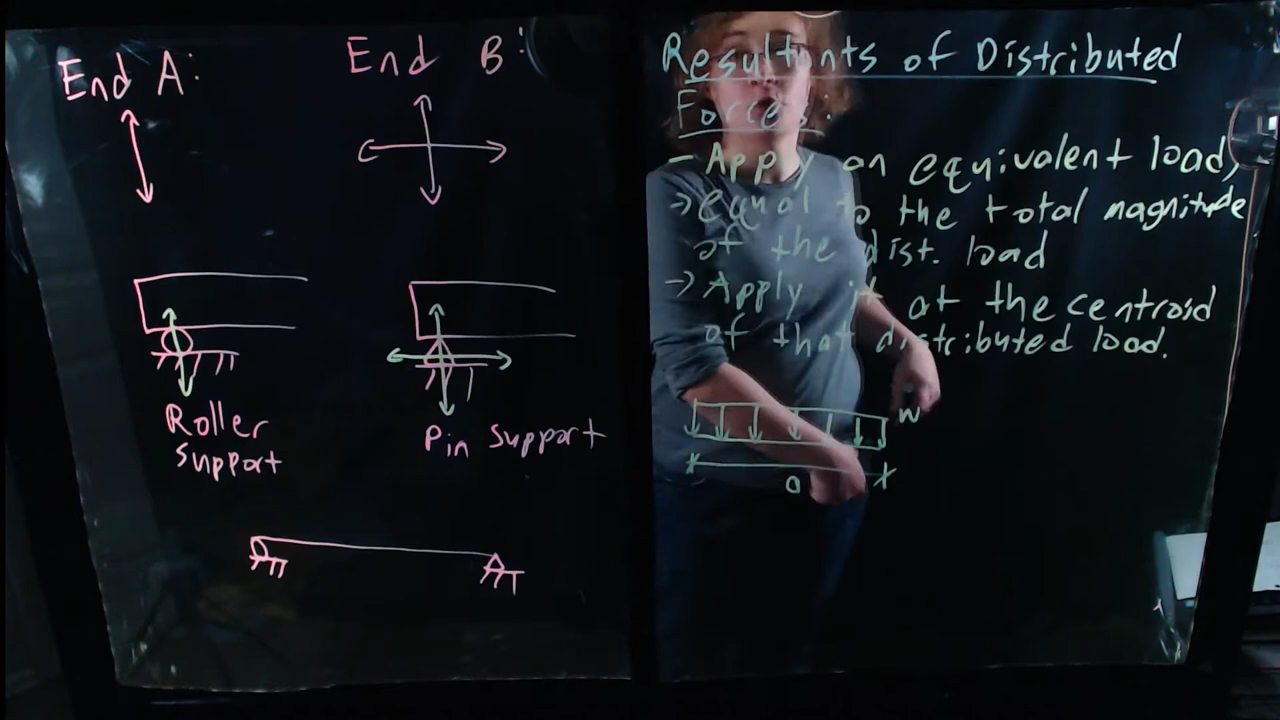 End A:
End B:
Roller
Support
Pin Support
Resultants of Distributed
Forces:
- Apply an equivalent load,
→ equal to the total magnitude
of the dist. load
→ Apply it at the centroid
of that distributed load.
w
a